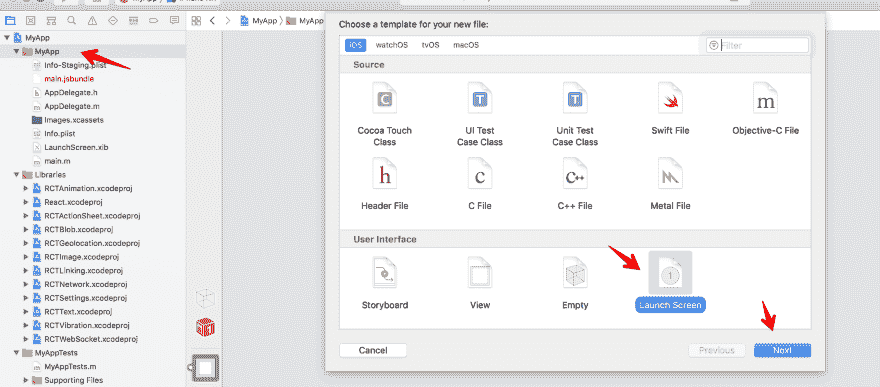 MyApp
MyApp
Info-Staging.plist
main.jsbundle
AppDelegate.h
AppDelegate.m
Images.xcassets
Info.plist
LaunchScreen.xib
main.m
Libraries
RCTAnimation.xcodeproj
React.xcodeproj
RCTActionSheet.xcodeproj
RCTBlob.xcodeproj
RCTGeolocation.xcodeproj
RCTImage.xcodeproj
RCTLinking.xcodeproj
RCTNetwork.xcodeproj
RCTSettings.xcodeproj
RCTText.xcodeproj
RCTVibration.xcodeproj
RCTWebSocket.xcodeproj
MyAppTests
MyAppTests.m
Supporting Files
MyApp MyApp
Choose a template for your new file:
iOS watchOS tvOS macOS
Filter
Source
C T T m
Cocoa Touch
Class
UI Test
Case Class
Unit Test
Case Class
Swift File
Objective-C File
h c C++
Header File
C File
C++ File
Metal File
User Interface
1
Storyboard
View
Empty
Launch Screen
Cancel
Previous
Next